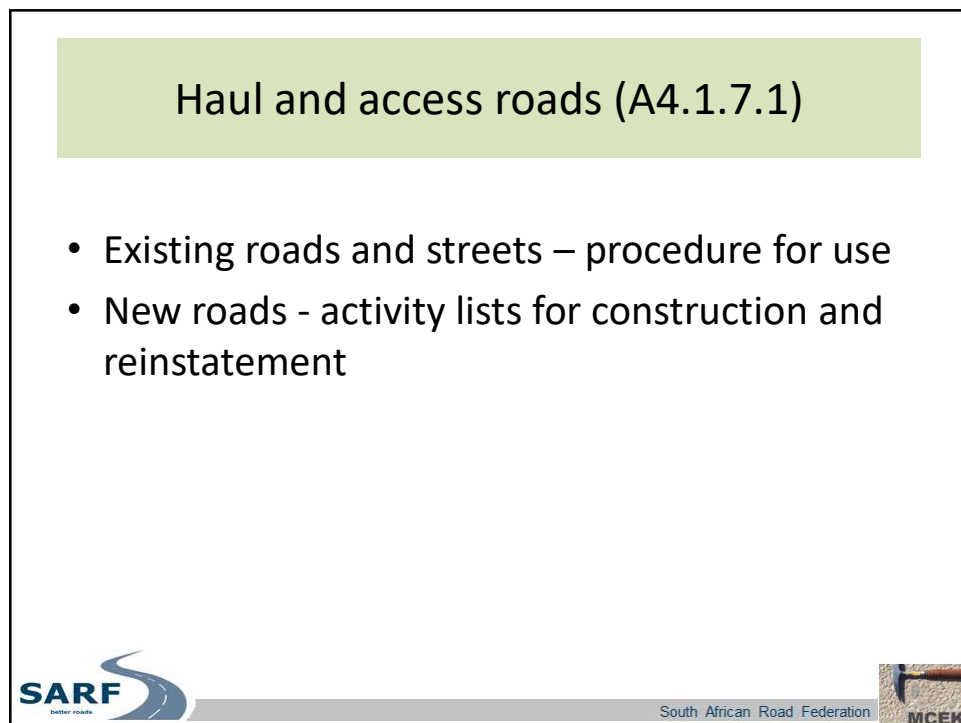 Haul and access roads (A4.1.7.1)
• Existing roads and streets – procedure for use
• New roads - activity lists for construction and
reinstatement
SARF
better roads
South African Road Federation